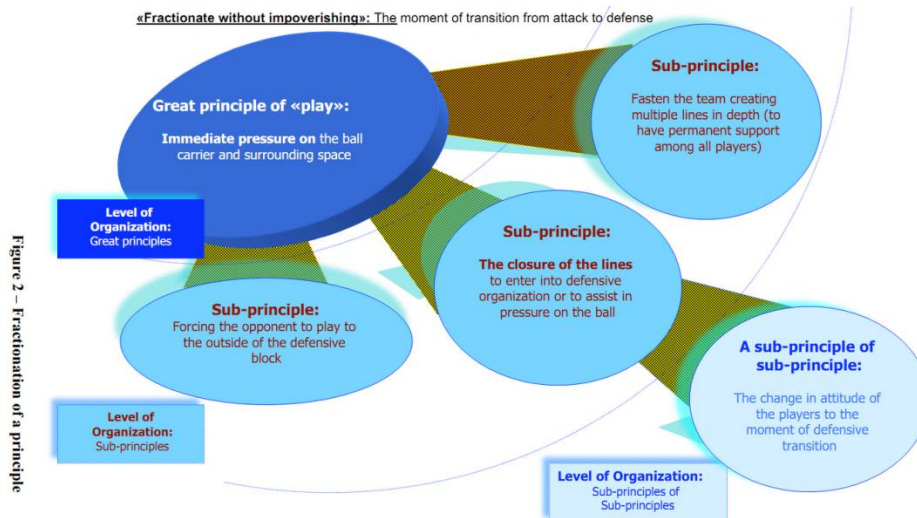 «Fractionate without impoverishing»: The moment of transition from attack to defense
Great principle of «play»:
Immediate pressure on the ball
carrier and surrounding space
Sub-principle:
Fasten the team creating
multiple lines in depth (to
have permanent support
among all players)
Level of
Organization:
Great principles
Sub-principle:
The closure of the lines
to enter into defensive
organization or to assist in
pressure on the ball
Sub-principle:
Forcing the opponent to play to
the outside of the defensive
block
A sub-principle of
sub-principle:
The change in attitude of
the players to the
moment of defensive
transition
Level of
Organization:
Sub-principles
Level of Organization:
Sub-principles of
Sub-principles
Figure 2 – Fractionation of a principle